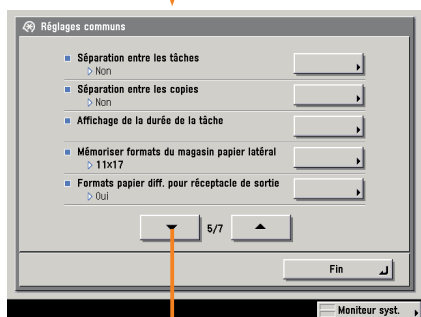 Réglages communs
Séparation entre les tâches
Non
Séparation entre les copies
Non
Affichage de la durée de la tâche
Mémoriser formats du magasin papier latéral
11×17
Formats papier diff. pour réceptacle de sortie
Oui
5/7
Fin
Moniteur syst.